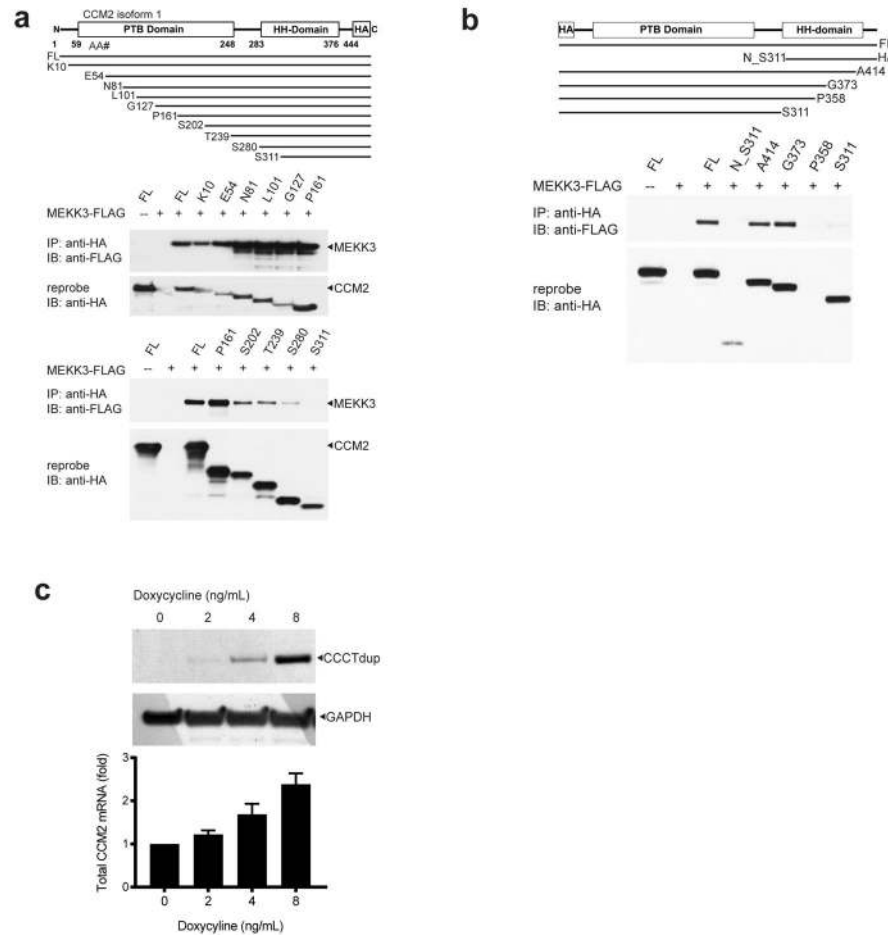 a
CCM2 isoform 1
N PTB Domain HH-Domain HA C
1 59 AA# 248 283 376 444
FL
K10
E54
N81
L101
G127
P161
S202
T239
S280
S311
FL FL K10 E54 N81 L101 G127 P161
MEKK3-FLAG -- + + + + + + + +
IP: anti-HA
IB: anti-FLAG
◄MEKK3
reprobe
IB: anti-HA
◄CCM2
FL FL P161 S202 T239 S280 S311
MEKK3-FLAG -- + + + + + + +
IP: anti-HA
IB: anti-FLAG
◄MEKK3
reprobe
IB: anti-HA
◄CCM2
b
HA PTB Domain HH-domain
FL
N_S311 HA
A414
G373
P358
S311
FL FL N_S311 A414 G373 P358 S311
MEKK3-FLAG -- + + + + + + +
IP: anti-HA
IB: anti-FLAG
reprobe
IB: anti-HA
c
Doxycycline (ng/mL)
0 2 4 8
◄CCCTdup
◄GAPDH
Total CCM2 mRNA (fold)
3
2
1
0
0 2 4 8
Doxycyline (ng/mL)